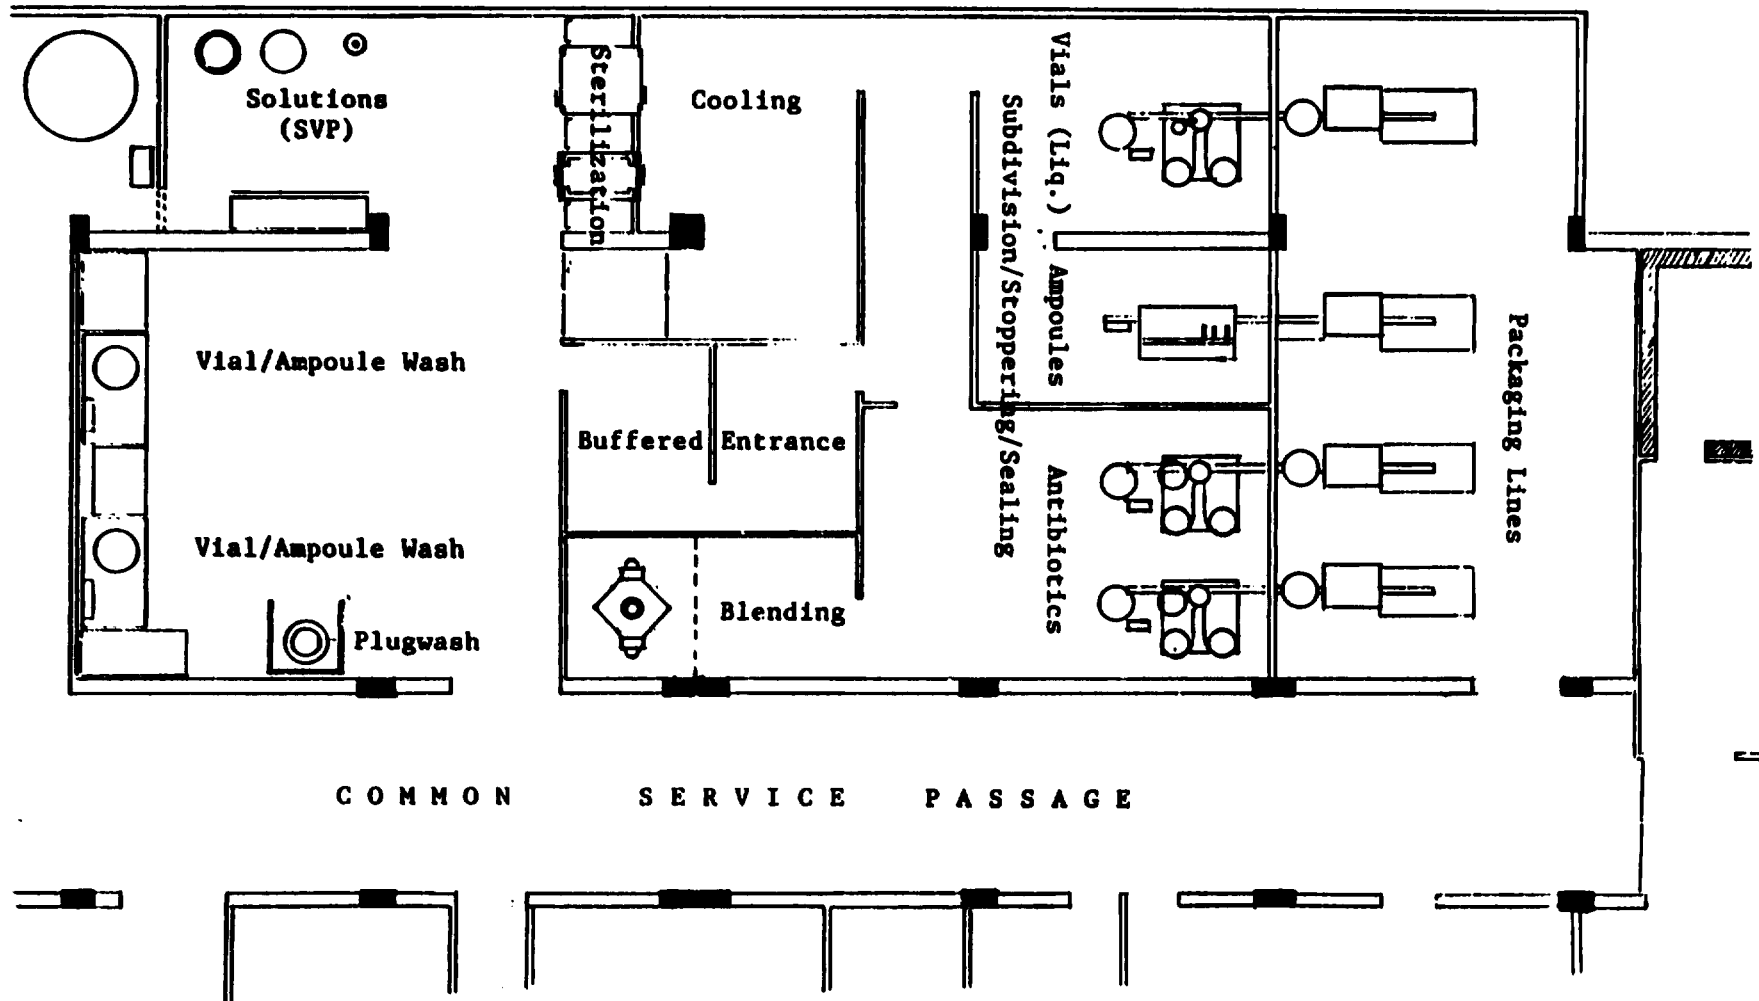 Solutions
(SVP)
Sterilization
Cooling
Vials (Liq.) Ampoules Antibiotics
Subdivision/Stoppering/Sealing
Packaging Lines
Vial/Ampoule Wash
Buffered Entrance
Vial/Ampoule Wash
Blending
Plugwash
COMMON SERVICE PASSAGE